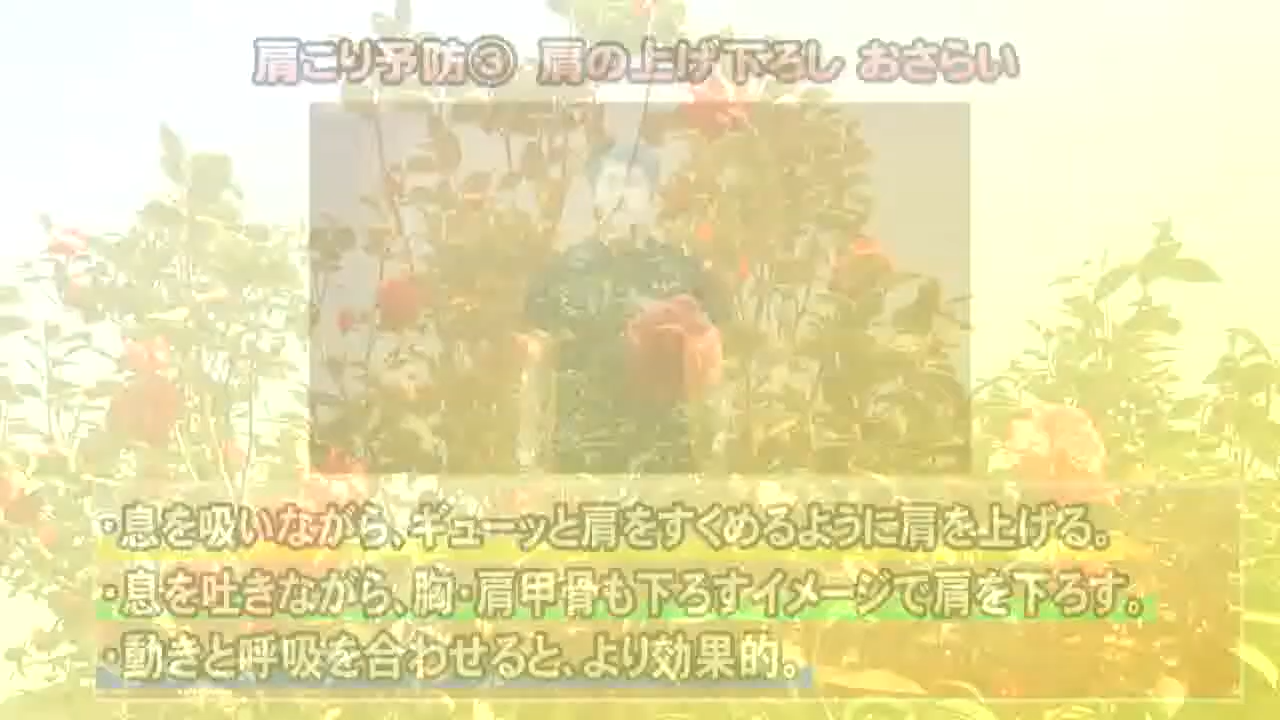 肩こり予防③ 肩の上げ下ろし おさらい
・息を吸いながら、ギューッと肩をすくめるように肩を上げる。
・息を吐きながら、胸・肩甲骨も下ろすイメージで肩を下ろす。
・動きと呼吸を合わせると、より効果的。